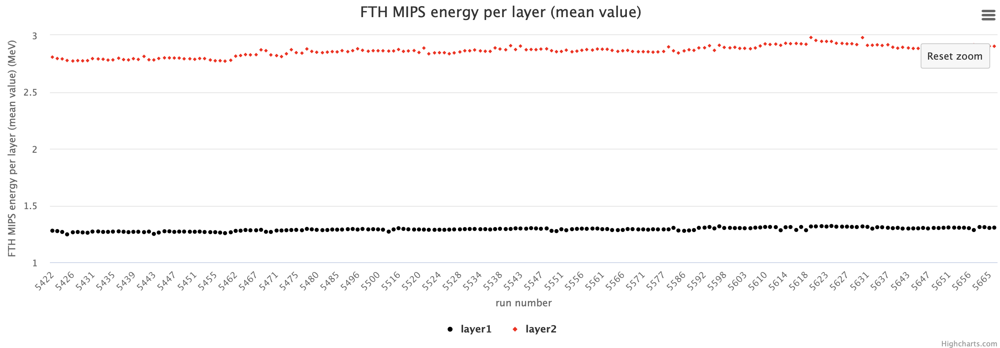 FTH MIPS energy per layer (mean value)
FTH MIPS energy per layer (mean value) (MeV)
3
2.5
2
1.5
1
Reset zoom
5422 5426 5431 5435 5439 5443 5447 5451 5455 5462 5467 5471 5475 5480 5485 5496 5500 5516 5520 5524 5528 5534 5538 5543 5547 5551 5556 5561 5566 5571 5577 5586 5592 5598 5603 5610 5614 5618 5623 5627 5631 5637 5643 5647 5651 5656 5665
run number
layer1 layer2
Highcharts.com